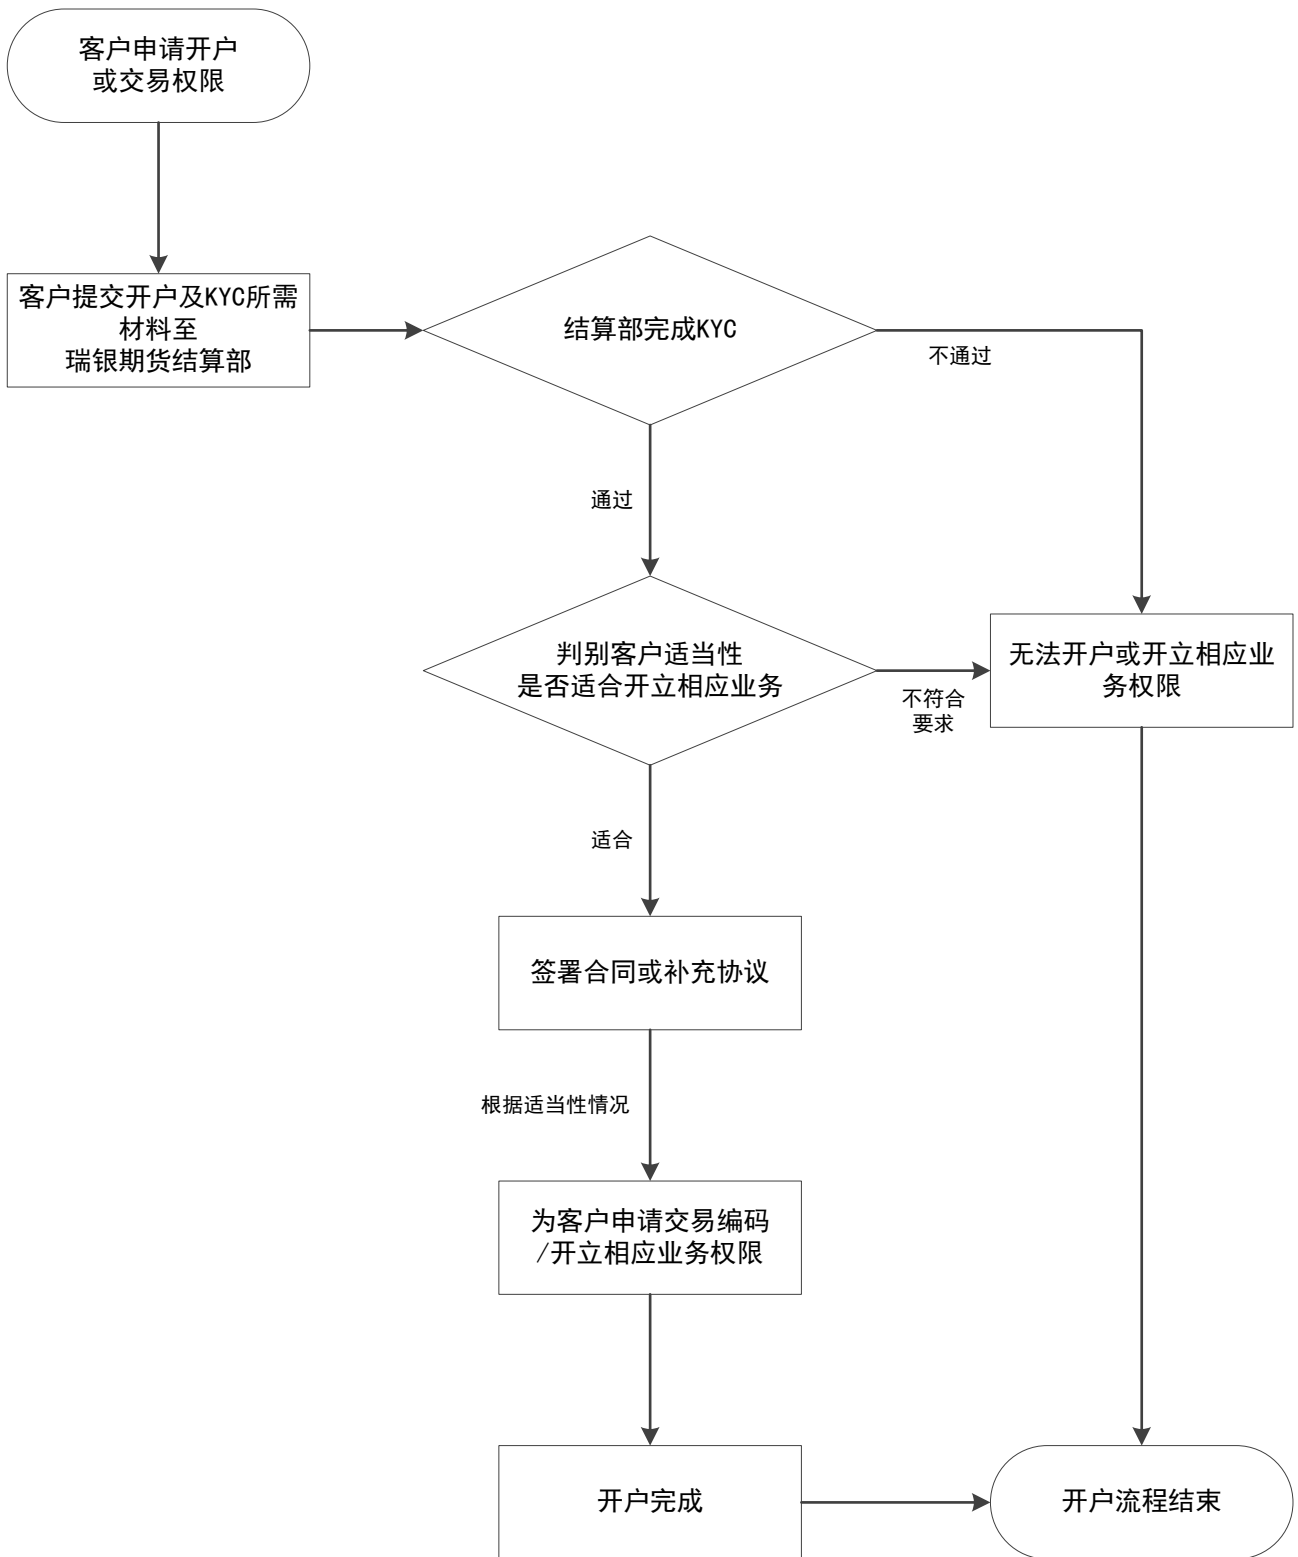 客户申请开户
或交易权限
客户提交开户及KYC所需
材料至
瑞银期货结算部
结算部完成KYC
不通过
通过
判别客户适当性
是否适合开立相应业务
不符合
要求
无法开户或开立相应业
务权限
适合
签署合同或补充协议
根据适当性情况
为客户申请交易编码
/开立相应业务权限
开户完成
开户流程结束